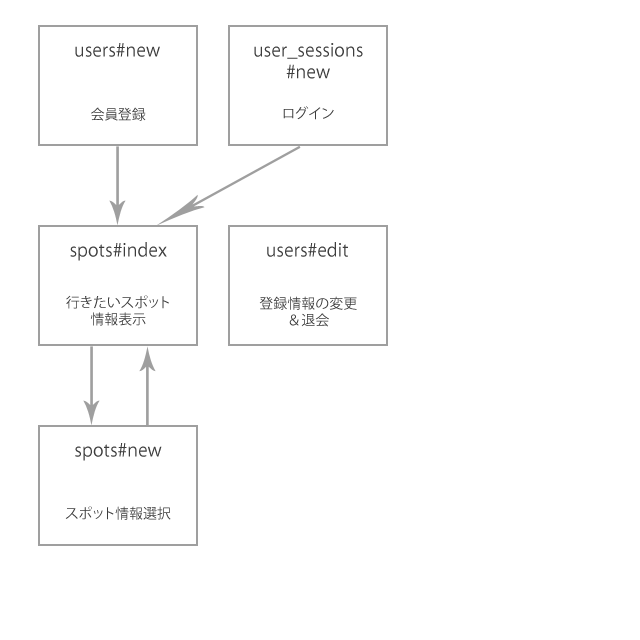 users#new
会員登録
user_sessions
#new
ログイン
spots#index
行きたいスポット
情報表示
users#edit
登録情報の変更
＆退会
spots#new
スポット情報選択